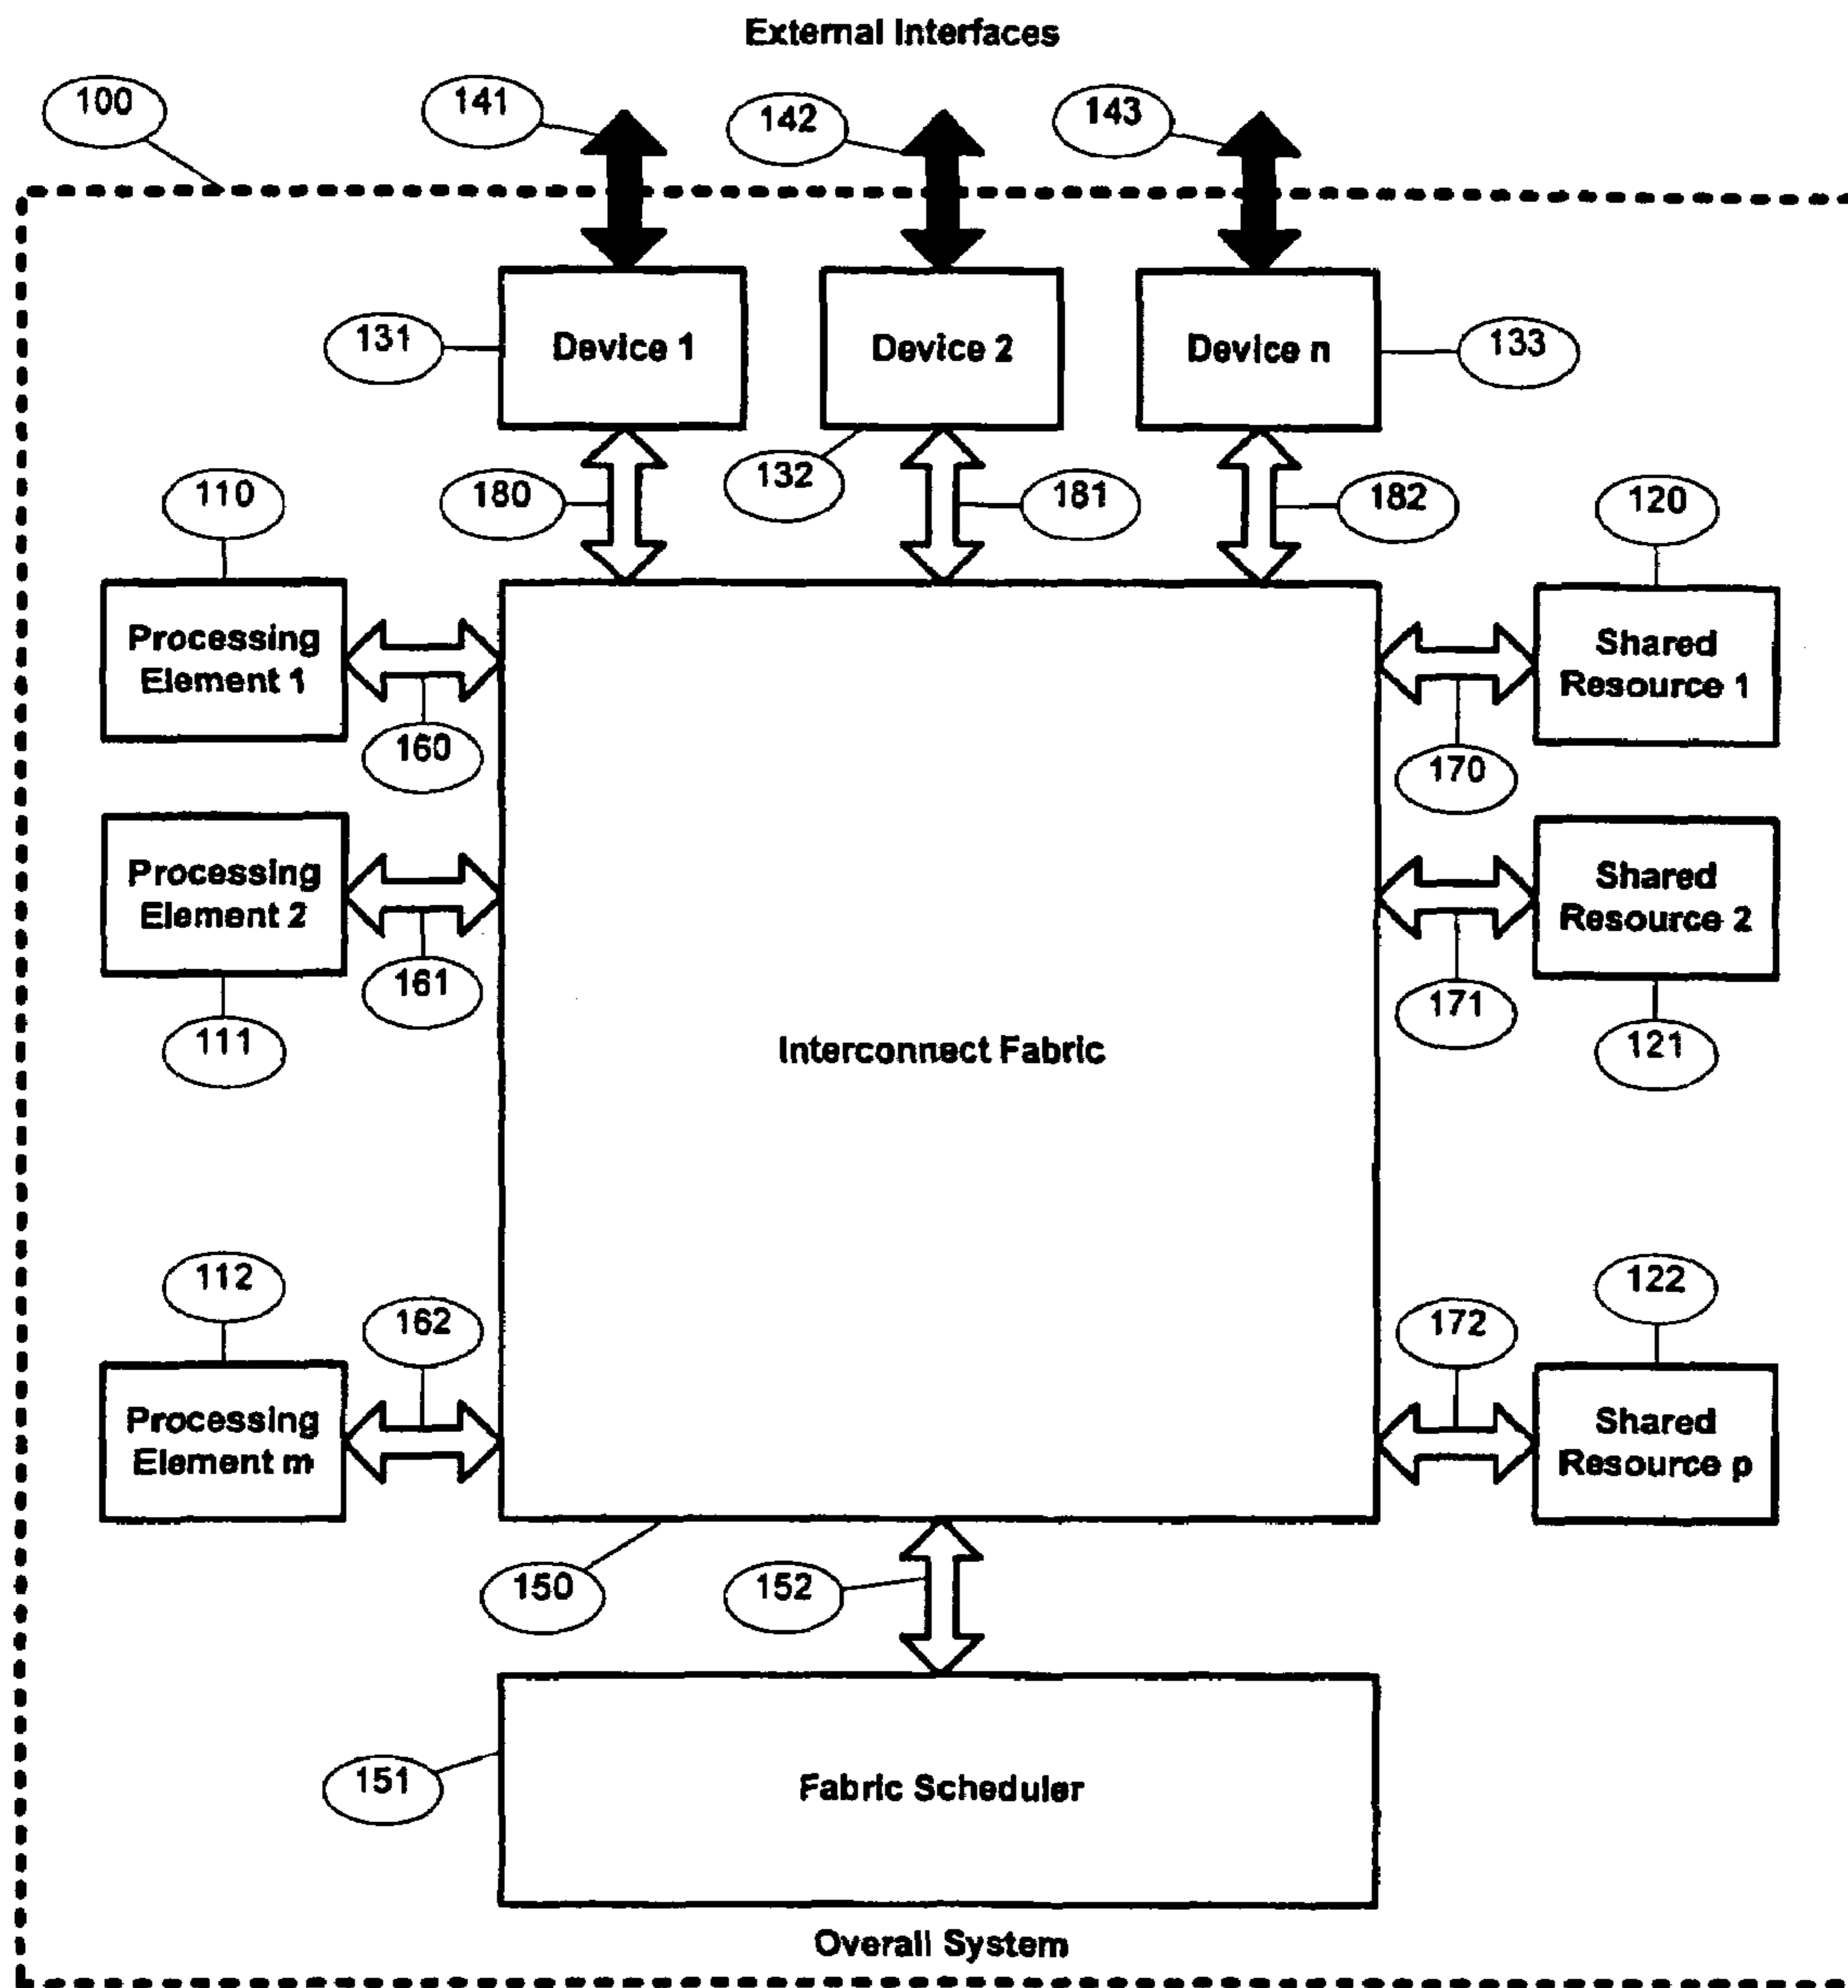 External Interfaces
100
141
142
143
131
Device 1
Device 2
Device n
133
110
180
132
181
182
120
Processing
Element 1
160
Shared
Resource 1
170
Processing
Element 2
161
111
Shared
Resource 2
171
121
Interconnect Fabric
112
162
172
122
Processing
Element m
Shared
Resource p
150
152
151
Fabric Scheduler
Overall System